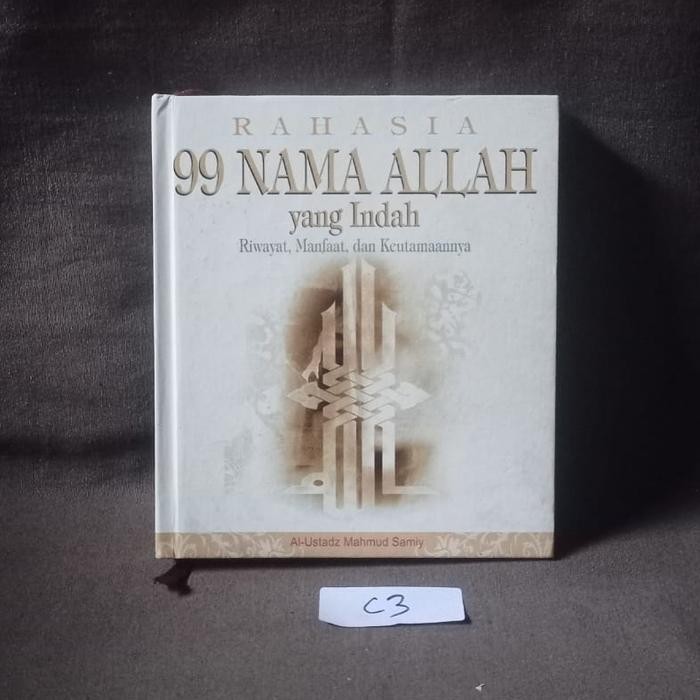 RAHASIA
99 NAMA ALLAH
yang Indah
Riwayat, Manfaat, dan Keutamaannya
Al-Ustadz Mahmud Samiy
C3